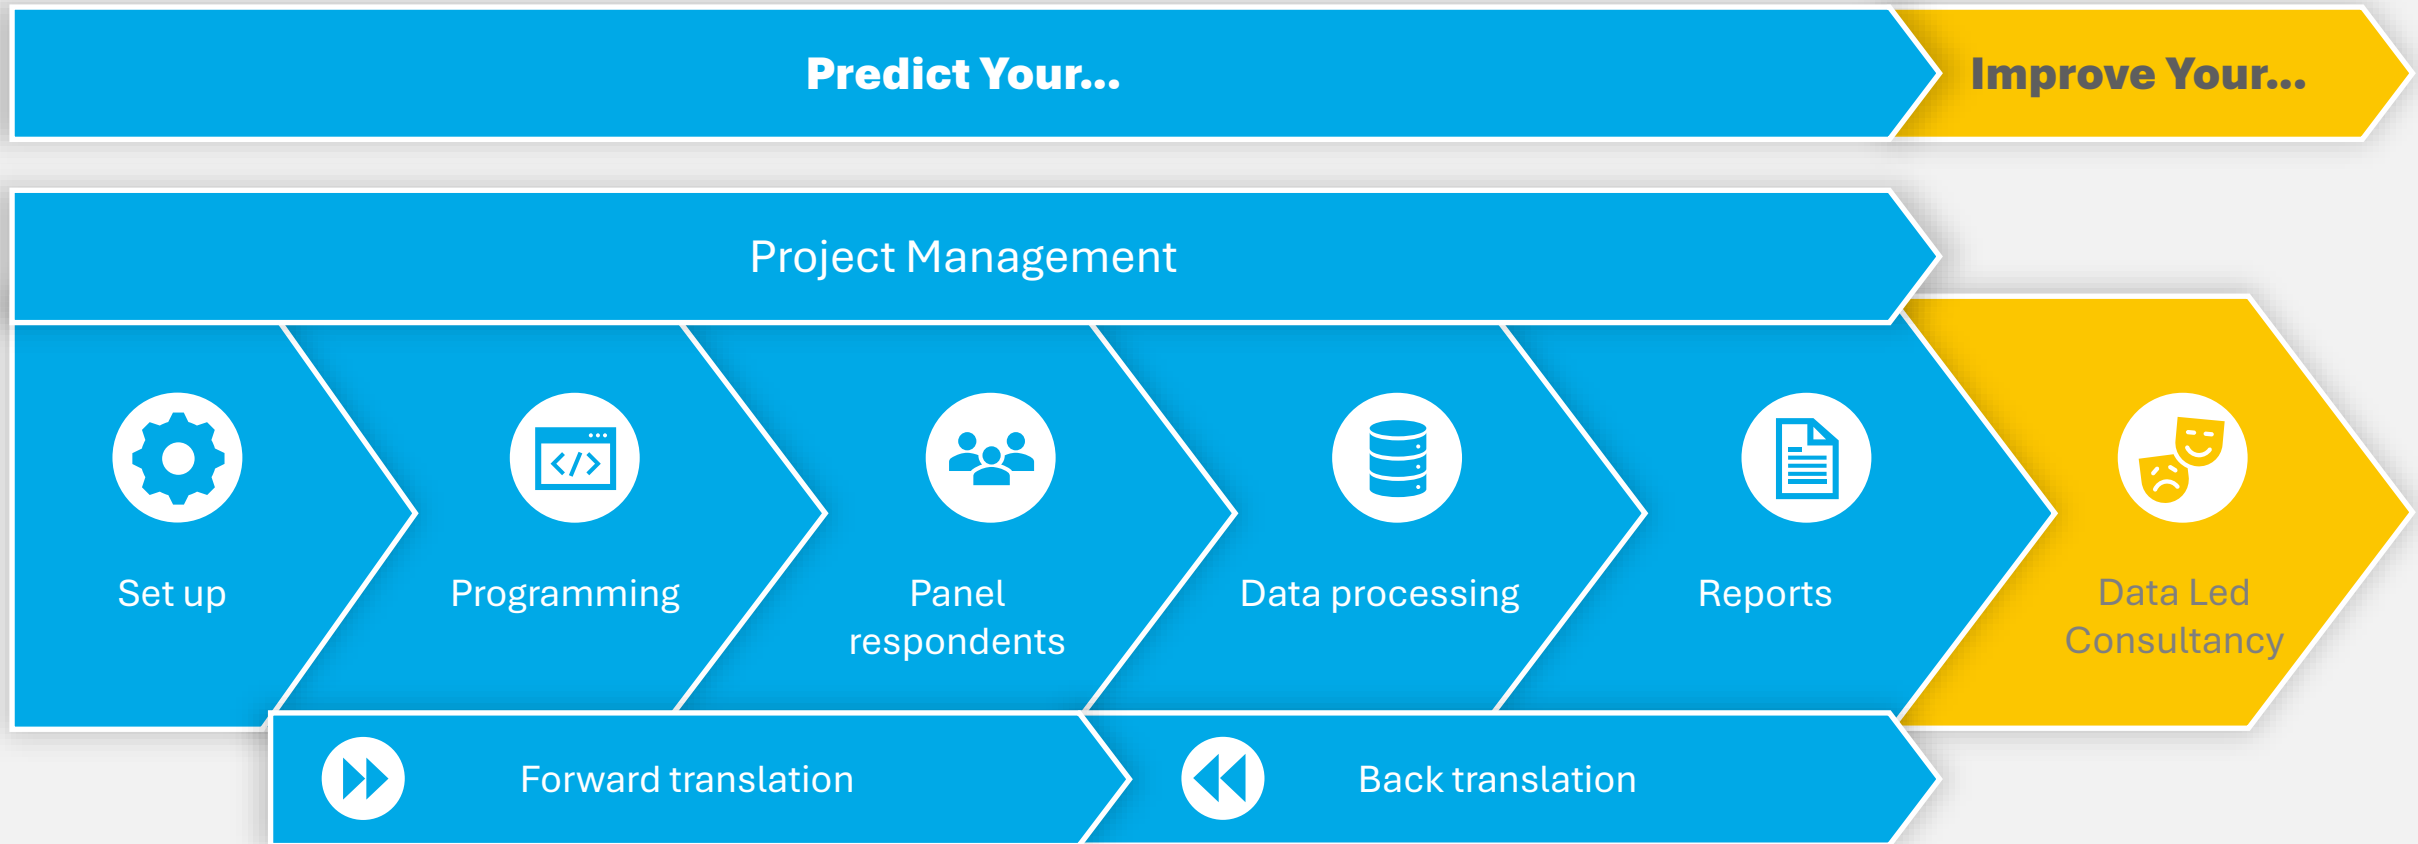 Predict Your...
Improve Your...
Project Management
Set up
Programming
Panel
respondents
Data processing
Reports
Data Led
Consultancy
Forward translation
Back translation